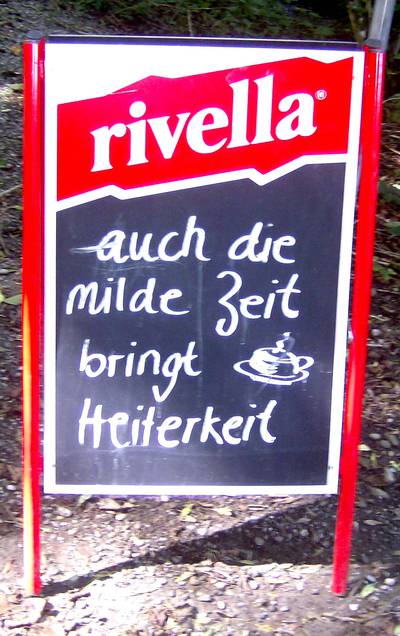 rivella®
auch die
milde Zeit
bringt
Heiterkeit